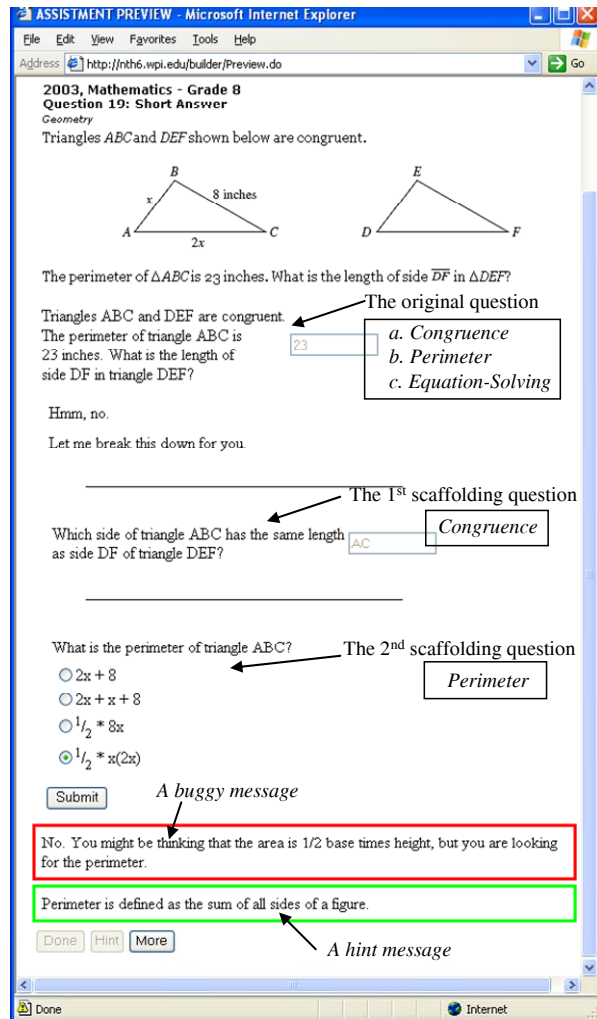 ASSISTMENT PREVIEW - Microsoft Internet Explorer
File Edit View Favorites Tools Help
Address http://nth6.wpi.edu/builder/Preview.do Go
2003, Mathematics - Grade 8
Question 19: Short Answer
Geometry
Triangles ABC and DEF shown below are congruent.
B E
x 8 inches
A C D F
2x
The perimeter of ΔABC is 23 inches. What is the length of side D̅F̅ in ΔDEF?
The original question
Triangles ABC and DEF are congruent.
The perimeter of triangle ABC is
23 inches. What is the length of
side DF in triangle DEF?
23
a. Congruence
b. Perimeter
c. Equation-Solving
Hmm, no.
Let me break this down for you.
The 1st scaffolding question
Congruence
Which side of triangle ABC has the same length
as side DF of triangle DEF?
AC
What is the perimeter of triangle ABC?
The 2nd scaffolding question
Perimeter
2x + 8
2x + x + 8
1/2 * 8x
1/2 * x(2x)
Submit
A buggy message
No. You might be thinking that the area is 1/2 base times height, but you are looking
for the perimeter.
Perimeter is defined as the sum of all sides of a figure.
Done Hint More
A hint message
Done Internet